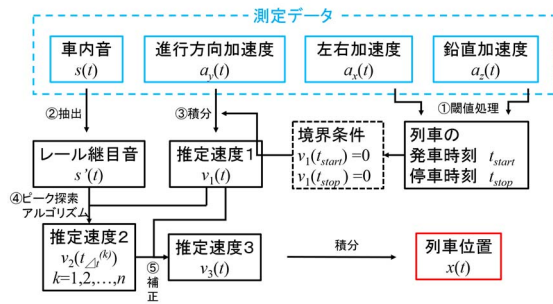 測定データ
車内音
s(t)
進行方向加速度
a_y(t)
左右加速度
a_x(t)
鉛直加速度
a_z(t)
②抽出
③積分
①閾値処理
レール継目音
s'(t)
推定速度1
v_1(t)
境界条件
v_1(t_start) =0
v_1(t_stop) =0
列車の
発車時刻 t_start
停車時刻 t_stop
④ピーク探索
アルゴリズム
推定速度2
v_2(t_△t^(k))
k=1,2,…,n
⑤補正
推定速度3
v_3(t)
積分
列車位置
x(t)